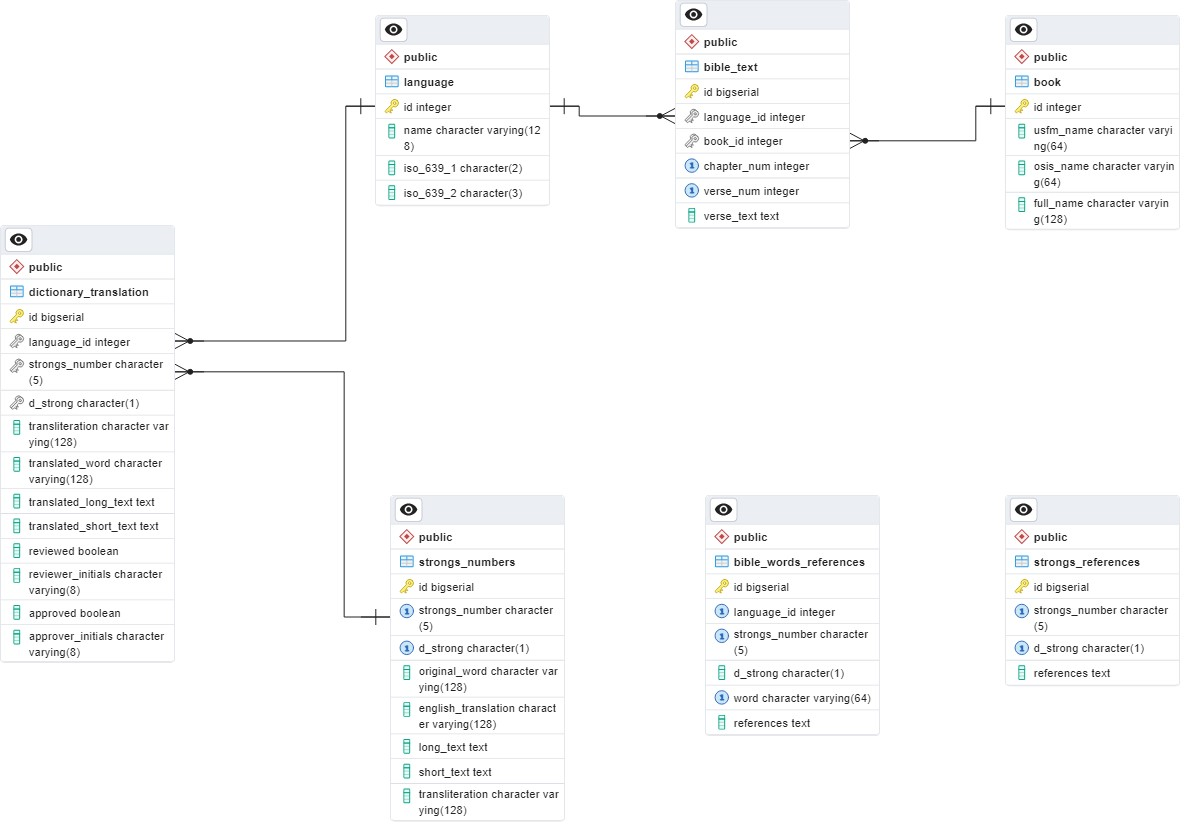 public
language
id integer
name character varying(12
8)
iso_639_1 character(2)
iso_639_2 character(3)
public
bible_text
id bigserial
language_id integer
book_id integer
chapter_num integer
verse_num integer
verse_text text
public
book
id integer
usfm_name character varyi
ng(64)
osis_name character varyin
g(64)
full_name character varyin
g(128)
public
dictionary_translation
id bigserial
language_id integer
strongs_number character
(5)
d_strong character(1)
transliteration character var
ying(128)
translated_word character
varying(128)
translated_long_text text
translated_short_text text
reviewed boolean
reviewer_initials character
varying(8)
approved boolean
approver_initials character
varying(8)
public
strongs_numbers
id bigserial
1 strongs_number character
(5)
1 d_strong character(1)
original_word character var
ying(128)
english_translation charact
er varying(128)
long_text text
short_text text
transliteration character var
ying(128)
public
bible_words_references
id bigserial
1 language_id integer
1 strongs_number character
(5)
d_strong character(1)
1 word character varying(64)
references text
public
strongs_references
id bigserial
1 strongs_number character
(5)
1 d_strong character(1)
references text